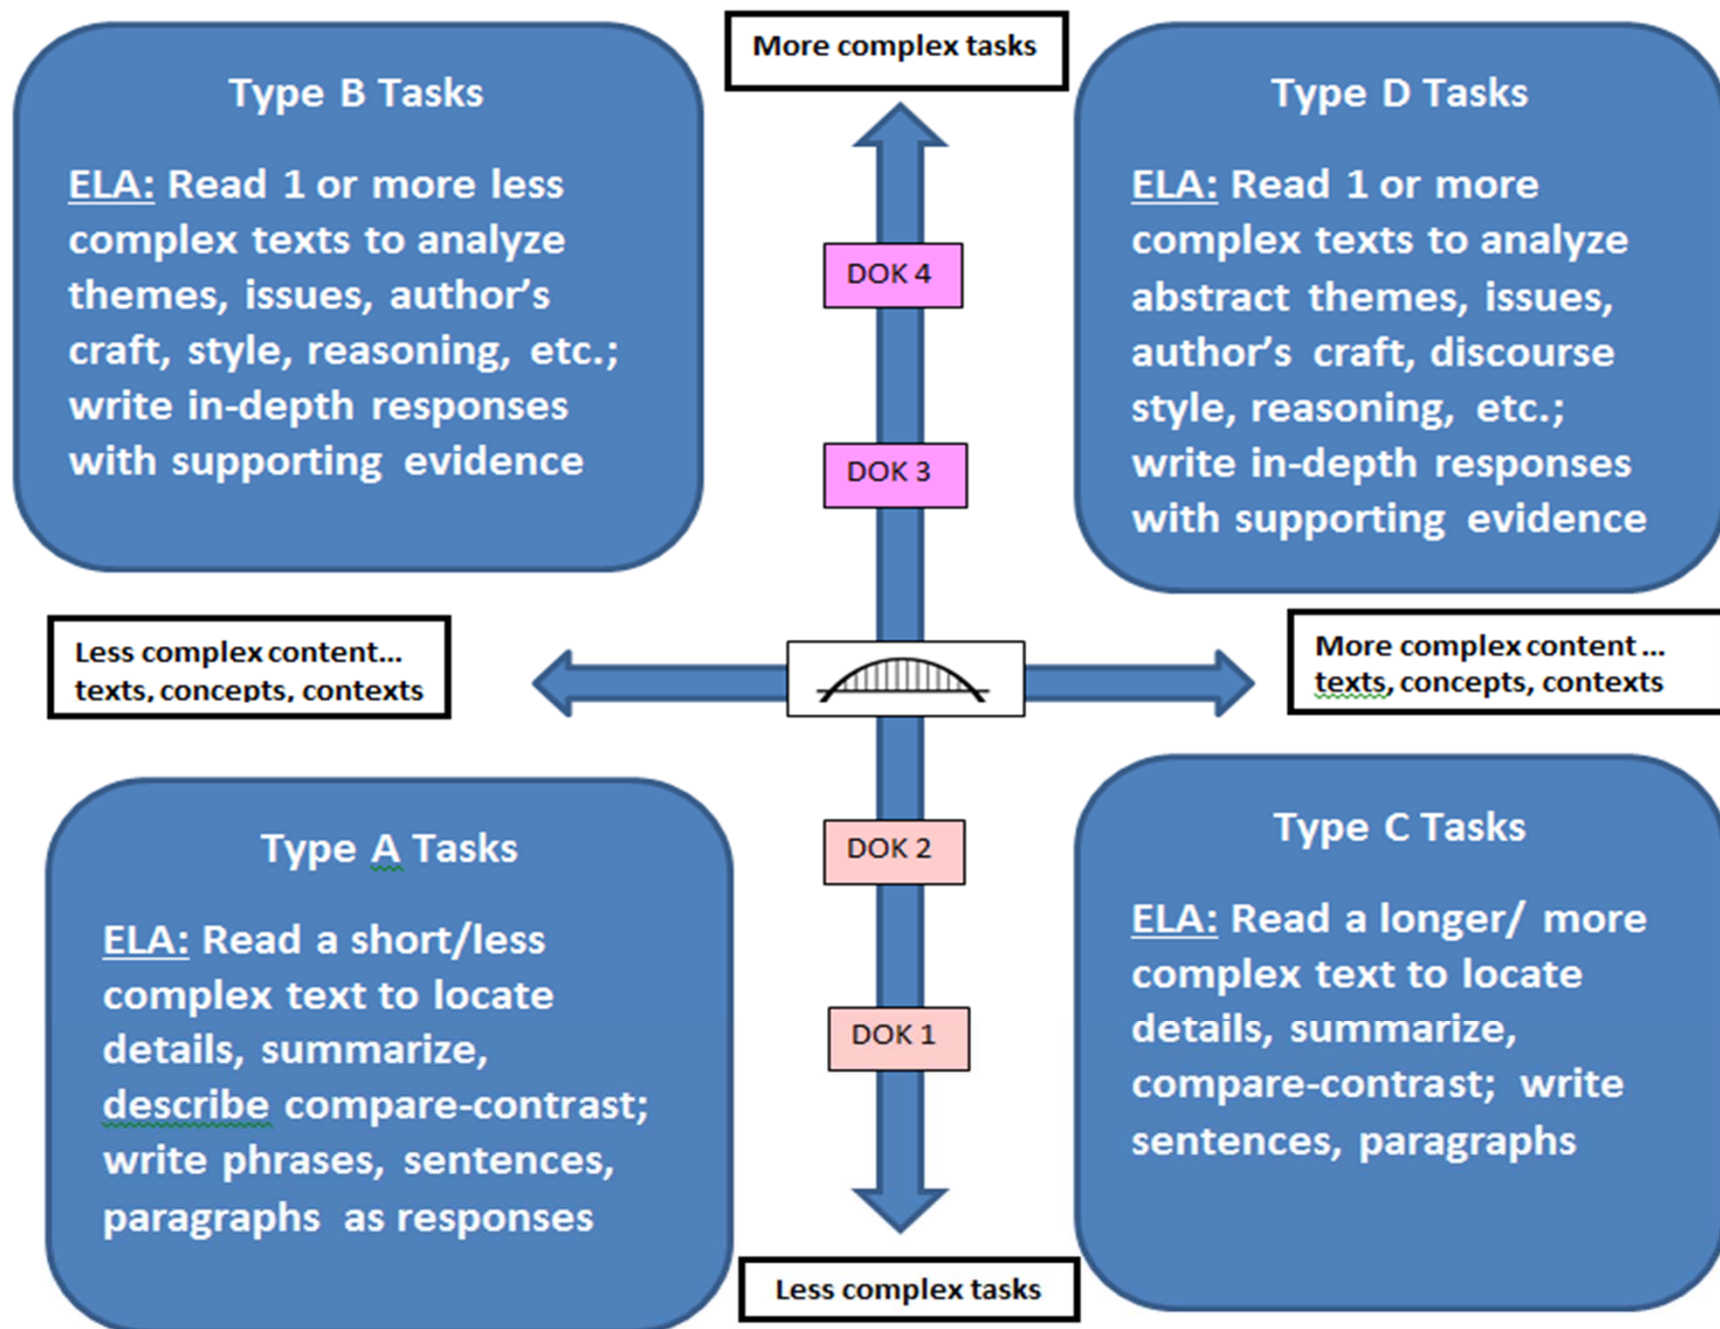 More complex tasks
Type B Tasks
ELA: Read 1 or more less
complex texts to analyze
themes, issues, author's
craft, style, reasoning, etc.;
write in-depth responses
with supporting evidence
Type D Tasks
ELA: Read 1 or more
complex texts to analyze
abstract themes, issues,
author's craft, discourse
style, reasoning, etc.;
write in-depth responses
with supporting evidence
DOK 4
DOK 3
Less complex content...
texts, concepts, contexts
More complex content ...
texts, concepts, contexts
Type A Tasks
ELA: Read a short/less
complex text to locate
details, summarize,
describe compare-contrast;
write phrases, sentences,
paragraphs as responses
DOK 2
DOK 1
Type C Tasks
ELA: Read a longer/ more
complex text to locate
details, summarize,
compare-contrast; write
sentences, paragraphs
Less complex tasks